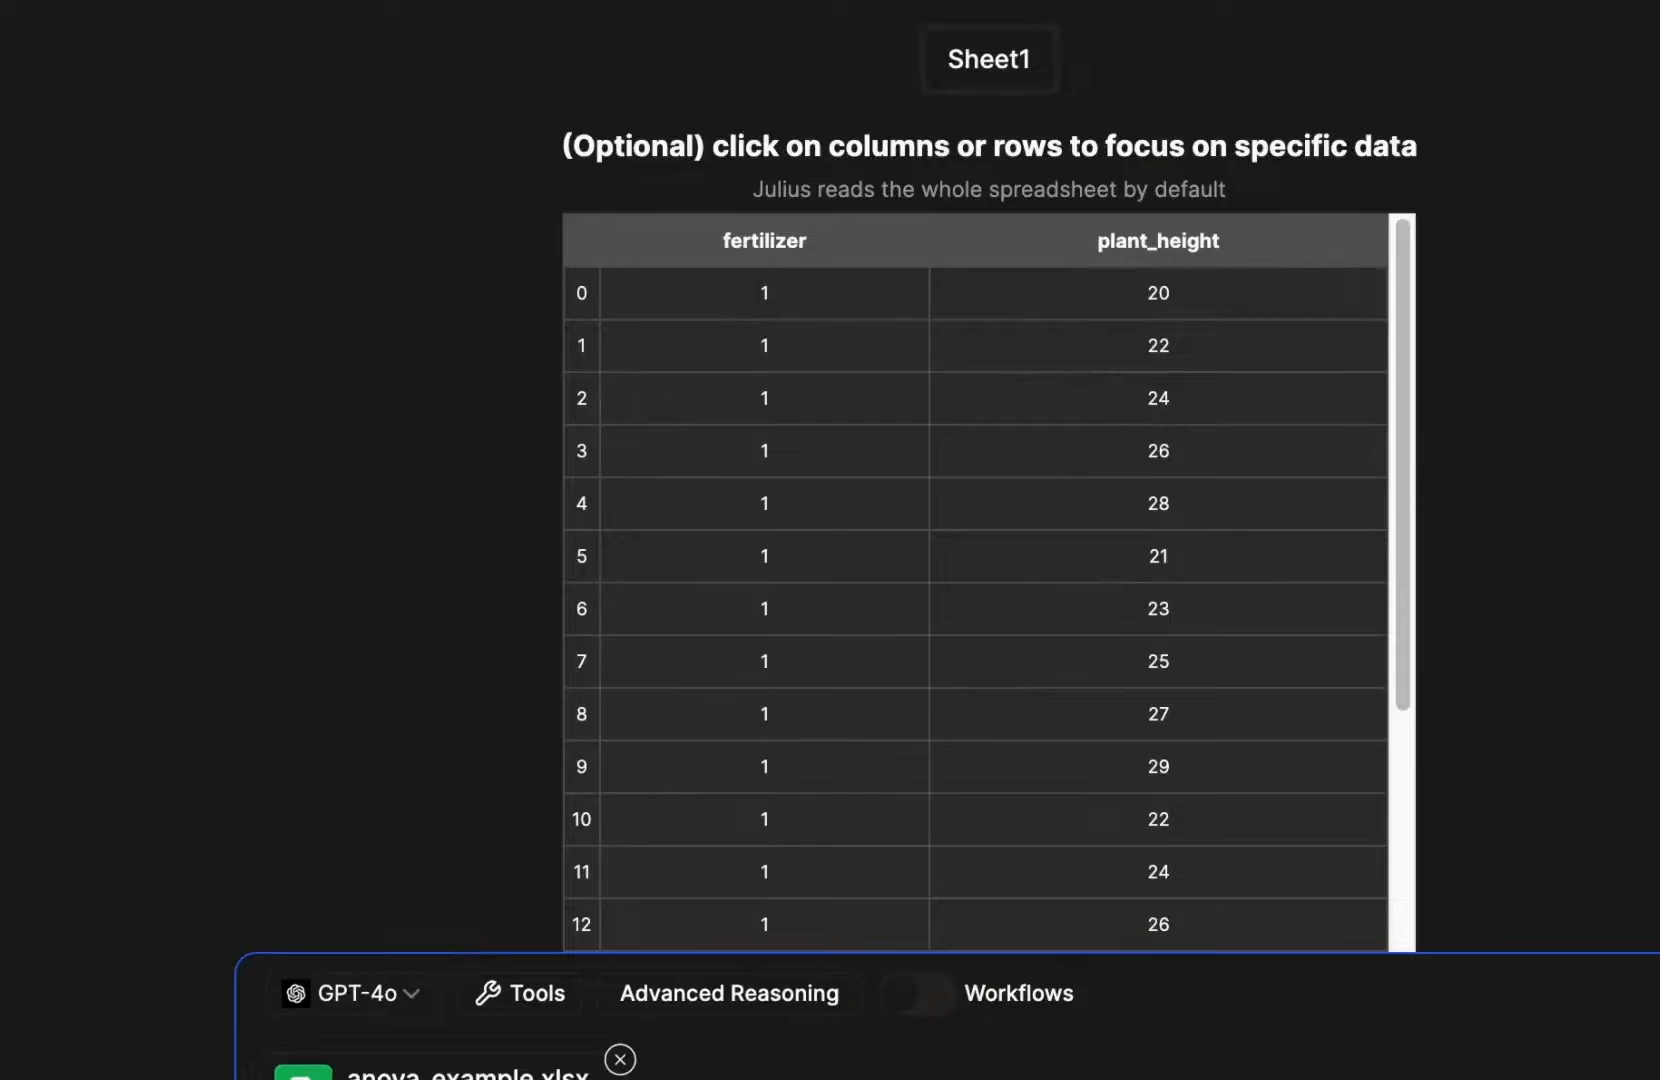 Sheet1
(Optional) click on columns or rows to focus on specific data
Julius reads the whole spreadsheet by default
fertilizer plant_height
0 1 20
1 1 22
2 1 24
3 1 26
4 1 28
5 1 21
6 1 23
7 1 25
8 1 27
9 1 29
10 1 22
11 1 24
12 1 26
GPT-4o Tools Advanced Reasoning Workflows
anova_example.xlsx